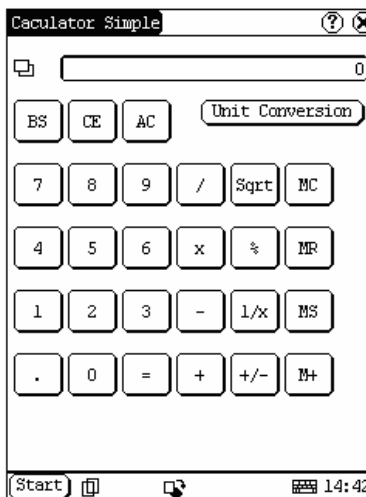 Caculator Simple ?
0
BS CE AC Unit Conversion
7 8 9 / Sqrt MC
4 5 6 x % MR
1 2 3 - 1/x MS
. 0 = + +/- M+
Start 14:42